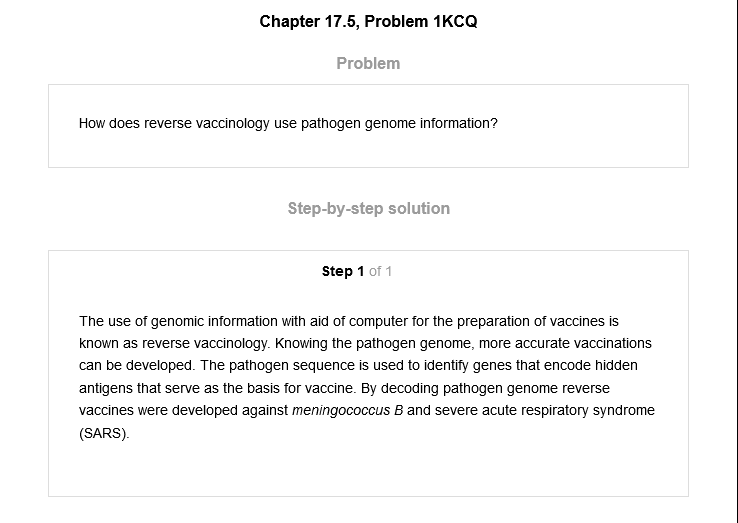 Chapter 17.5, Problem 1KCQ
Problem
How does reverse vaccinology use pathogen genome information?
Step-by-step solution
Step 1 of 1
The use of genomic information with aid of computer for the preparation of vaccines is
known as reverse vaccinology. Knowing the pathogen genome, more accurate vaccinations
can be developed. The pathogen sequence is used to identify genes that encode hidden
antigens that serve as the basis for vaccine. By decoding pathogen genome reverse
vaccines were developed against meningococcus B and severe acute respiratory syndrome
(SARS).